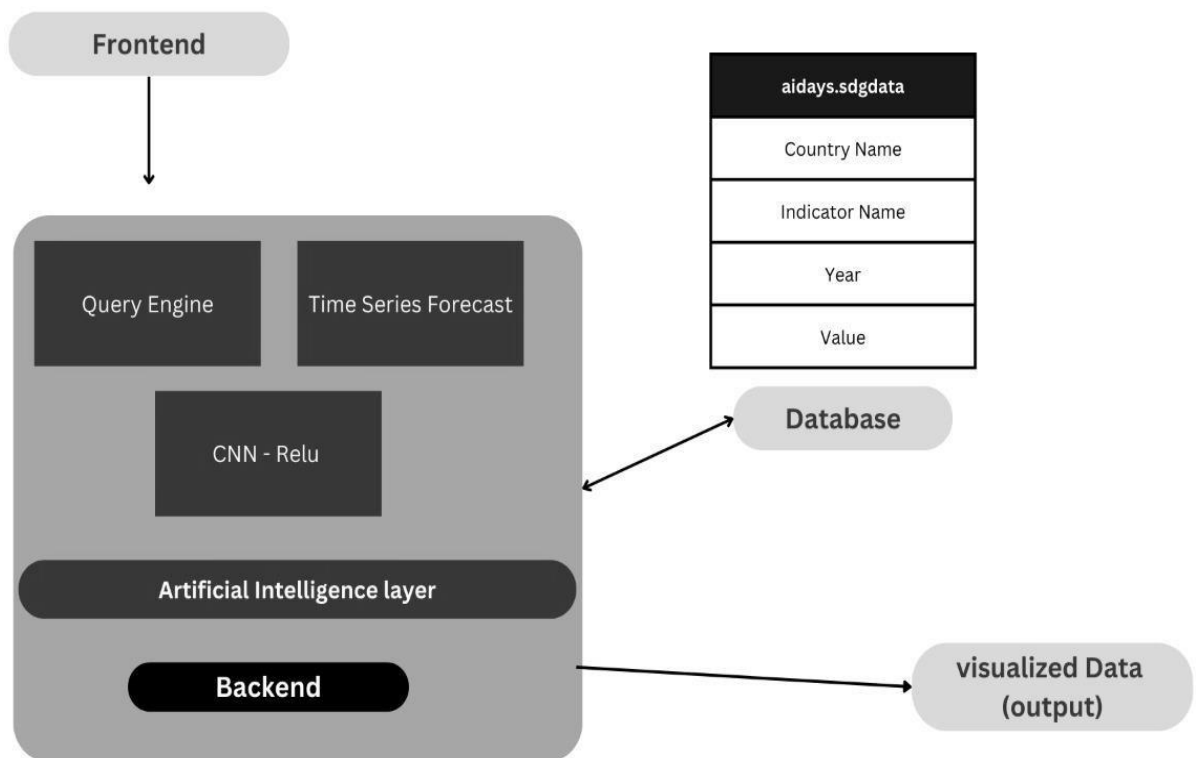 Frontend
aidays.sdgdata
Country Name
Indicator Name
Year
Value
Database
Query Engine
Time Series Forecast
CNN - Relu
Artificial Intelligence layer
Backend
visualized Data
(output)